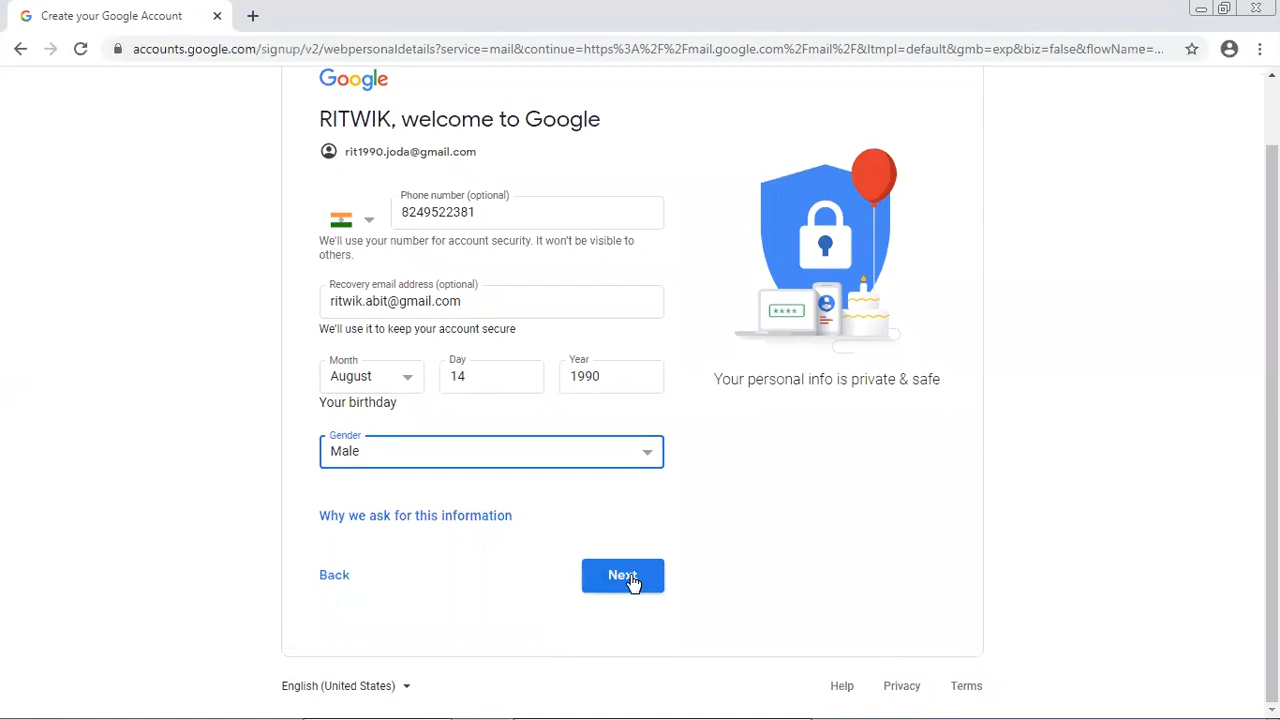 Create your Google Account
accounts.google.com/signup/v2/webpersonaldetails?service=mail&continue=https%3A%2F%2Fmail.google.com%2Fmail%2F&ltmpl=default&gmb=exp&biz=false&flowName=...
Google
RITWIK, welcome to Google
rit1990.joda@gmail.com
Phone number (optional)
8249522381
We'll use your number for account security. It won't be visible to
others.
Recovery email address (optional)
ritwik.abit@gmail.com
We'll use it to keep your account secure
Month Day Year
August 14 1990
Your birthday
Gender
Male
Why we ask for this information
Back Next
****
Your personal info is private & safe
English (United States) Help Privacy Terms